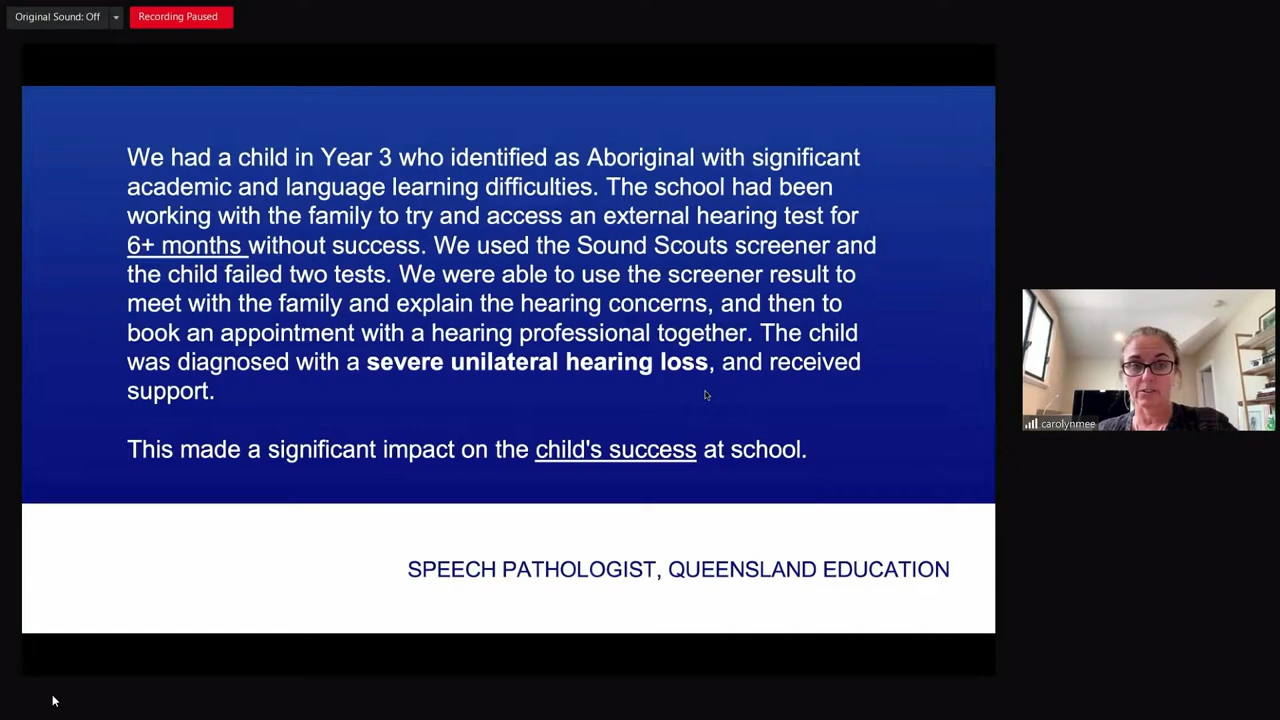 Original Sound: Off
Recording Paused
We had a child in Year 3 who identified as Aboriginal with significant
academic and language learning difficulties. The school had been
working with the family to try and access an external hearing test for
6+ months without success. We used the Sound Scouts screener and
the child failed two tests. We were able to use the screener result to
meet with the family and explain the hearing concerns, and then to
book an appointment with a hearing professional together. The child
was diagnosed with a severe unilateral hearing loss, and received
support.
This made a significant impact on the child's success at school.
SPEECH PATHOLOGIST, QUEENSLAND EDUCATION
carolynmee